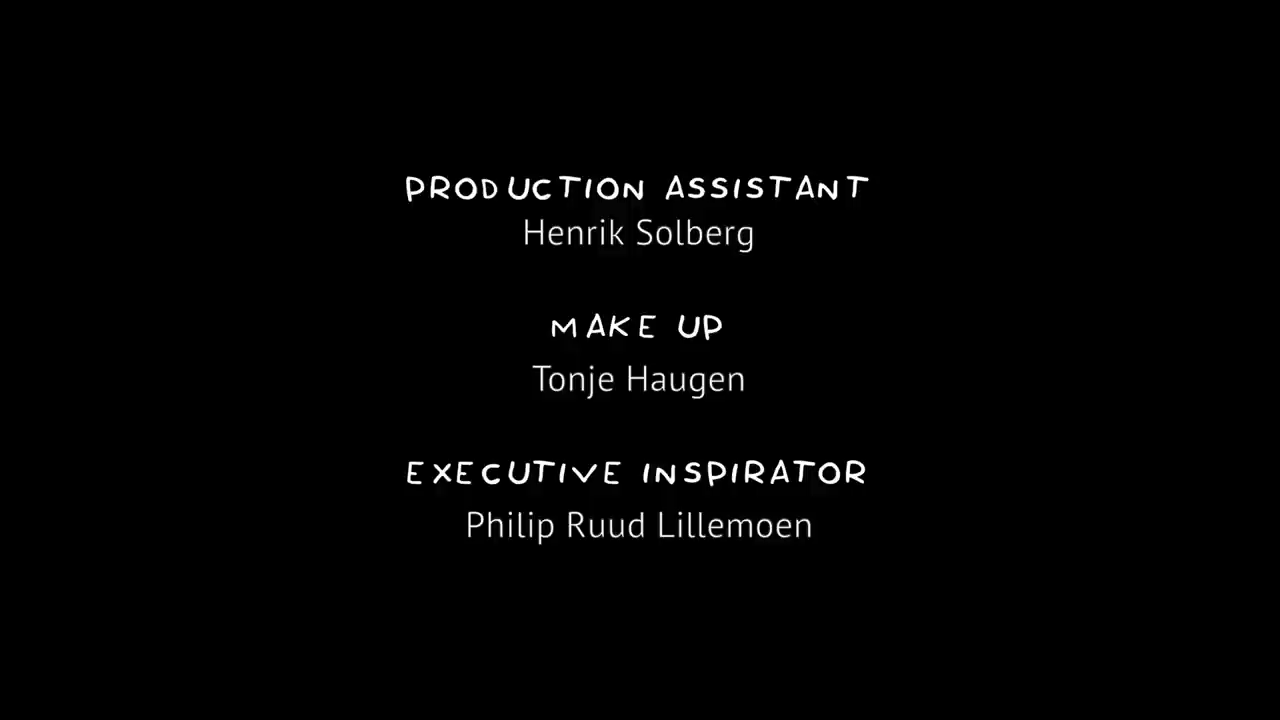 PRODUCTION ASSISTANT
Henrik Solberg
MAKE UP
Tonje Haugen
EXECUTIVE INSPIRATOR
Philip Ruud Lillemoen